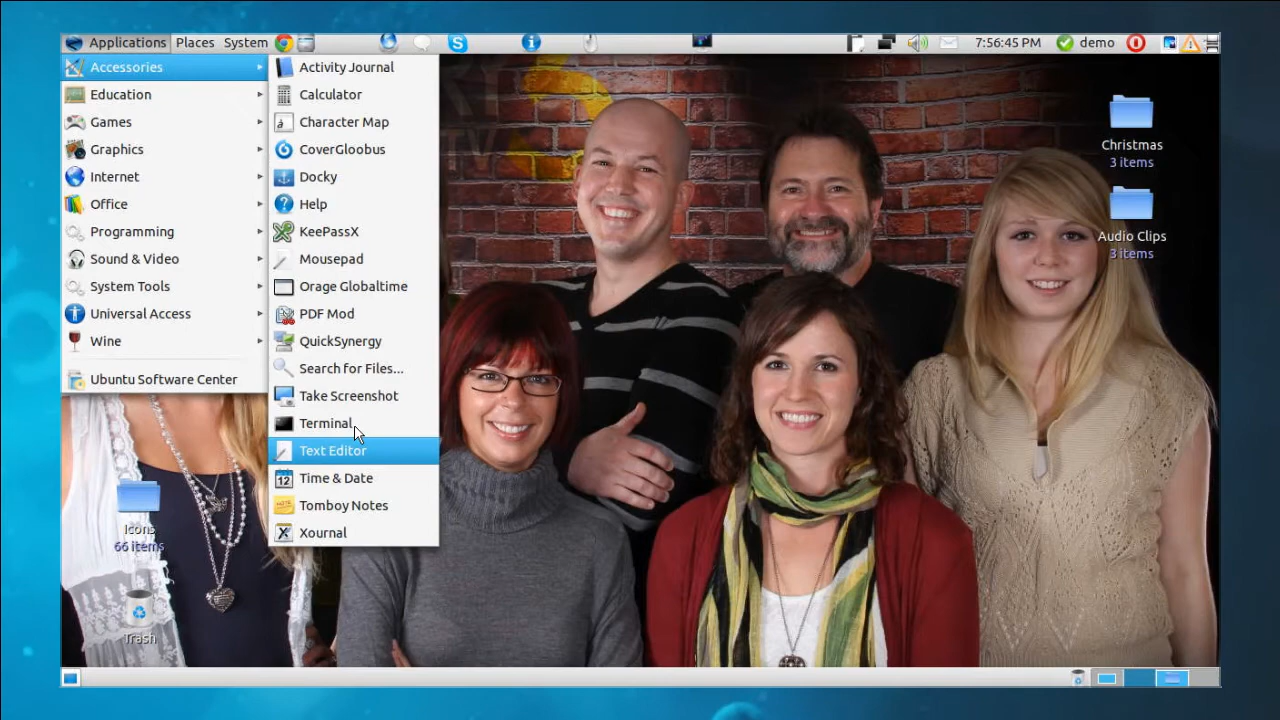 Applications Places System 7:56:45 PM demo
Accessories
Education
Games
Graphics
Internet
Office
Programming
Sound & Video
System Tools
Universal Access
Wine
Ubuntu Software Center
Activity Journal
Calculator
Character Map
CoverGloobus
Docky
Help
KeePassX
Mousepad
Orage Globaltime
PDF Mod
QuickSynergy
Search for Files...
Take Screenshot
Terminal
Text Editor
Time & Date
Tomboy Notes
Xournal
Christmas
3 items
Audio Clips
3 items
Icons
66 items
Trash